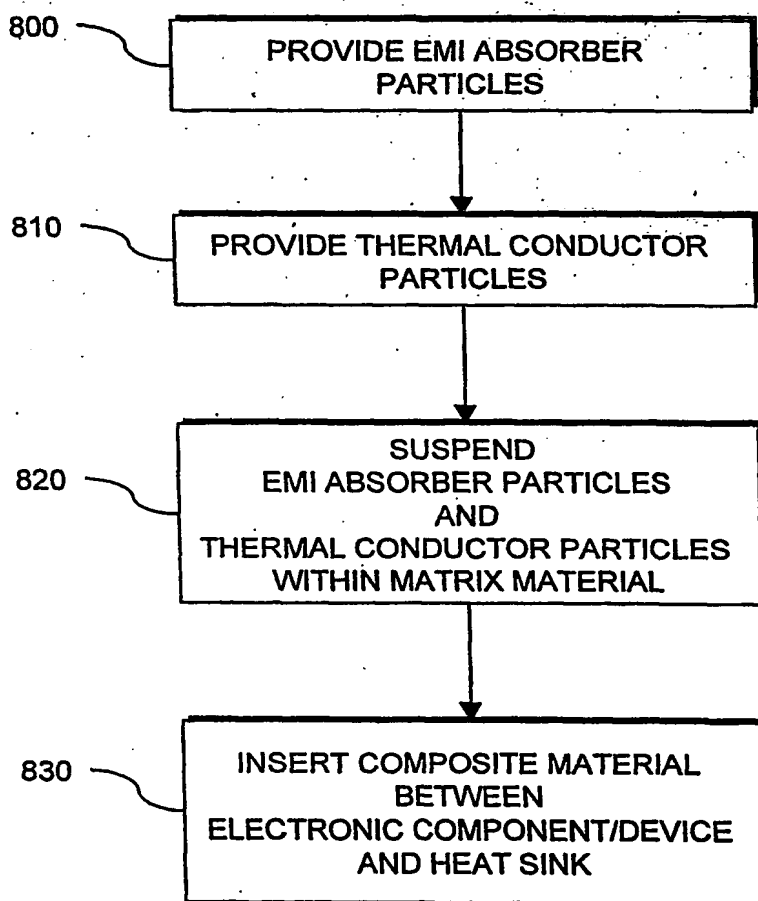 800
PROVIDE EMI ABSORBER
PARTICLES
810
PROVIDE THERMAL CONDUCTOR
PARTICLES
820
SUSPEND
EMI ABSORBER PARTICLES
AND
THERMAL CONDUCTOR PARTICLES
WITHIN MATRIX MATERIAL
830
INSERT COMPOSITE MATERIAL
BETWEEN
ELECTRONIC COMPONENT/DEVICE
AND HEAT SINK